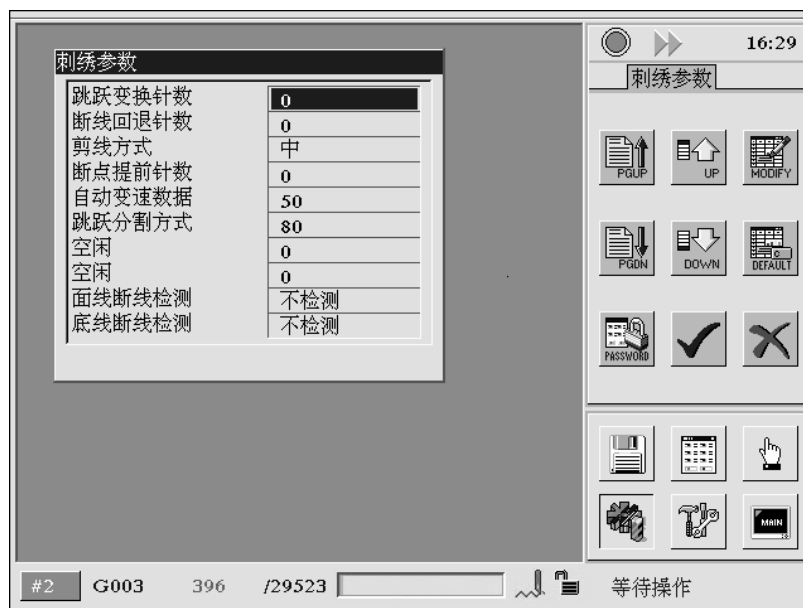 16:29
刺绣参数
刺绣参数
跳跃变换针数 0
断线回退针数 0
剪线方式 中
断点提前针数 0
自动变速数据 50
跳跃分割方式 80
空闲 0
空闲 0
面线断线检测 不检测
底线断线检测 不检测
PGUP UP MODIFY
PGDN DOWN DEFAULT
PASSWORD
MAIN
#2 G003 396 /29523 等待操作